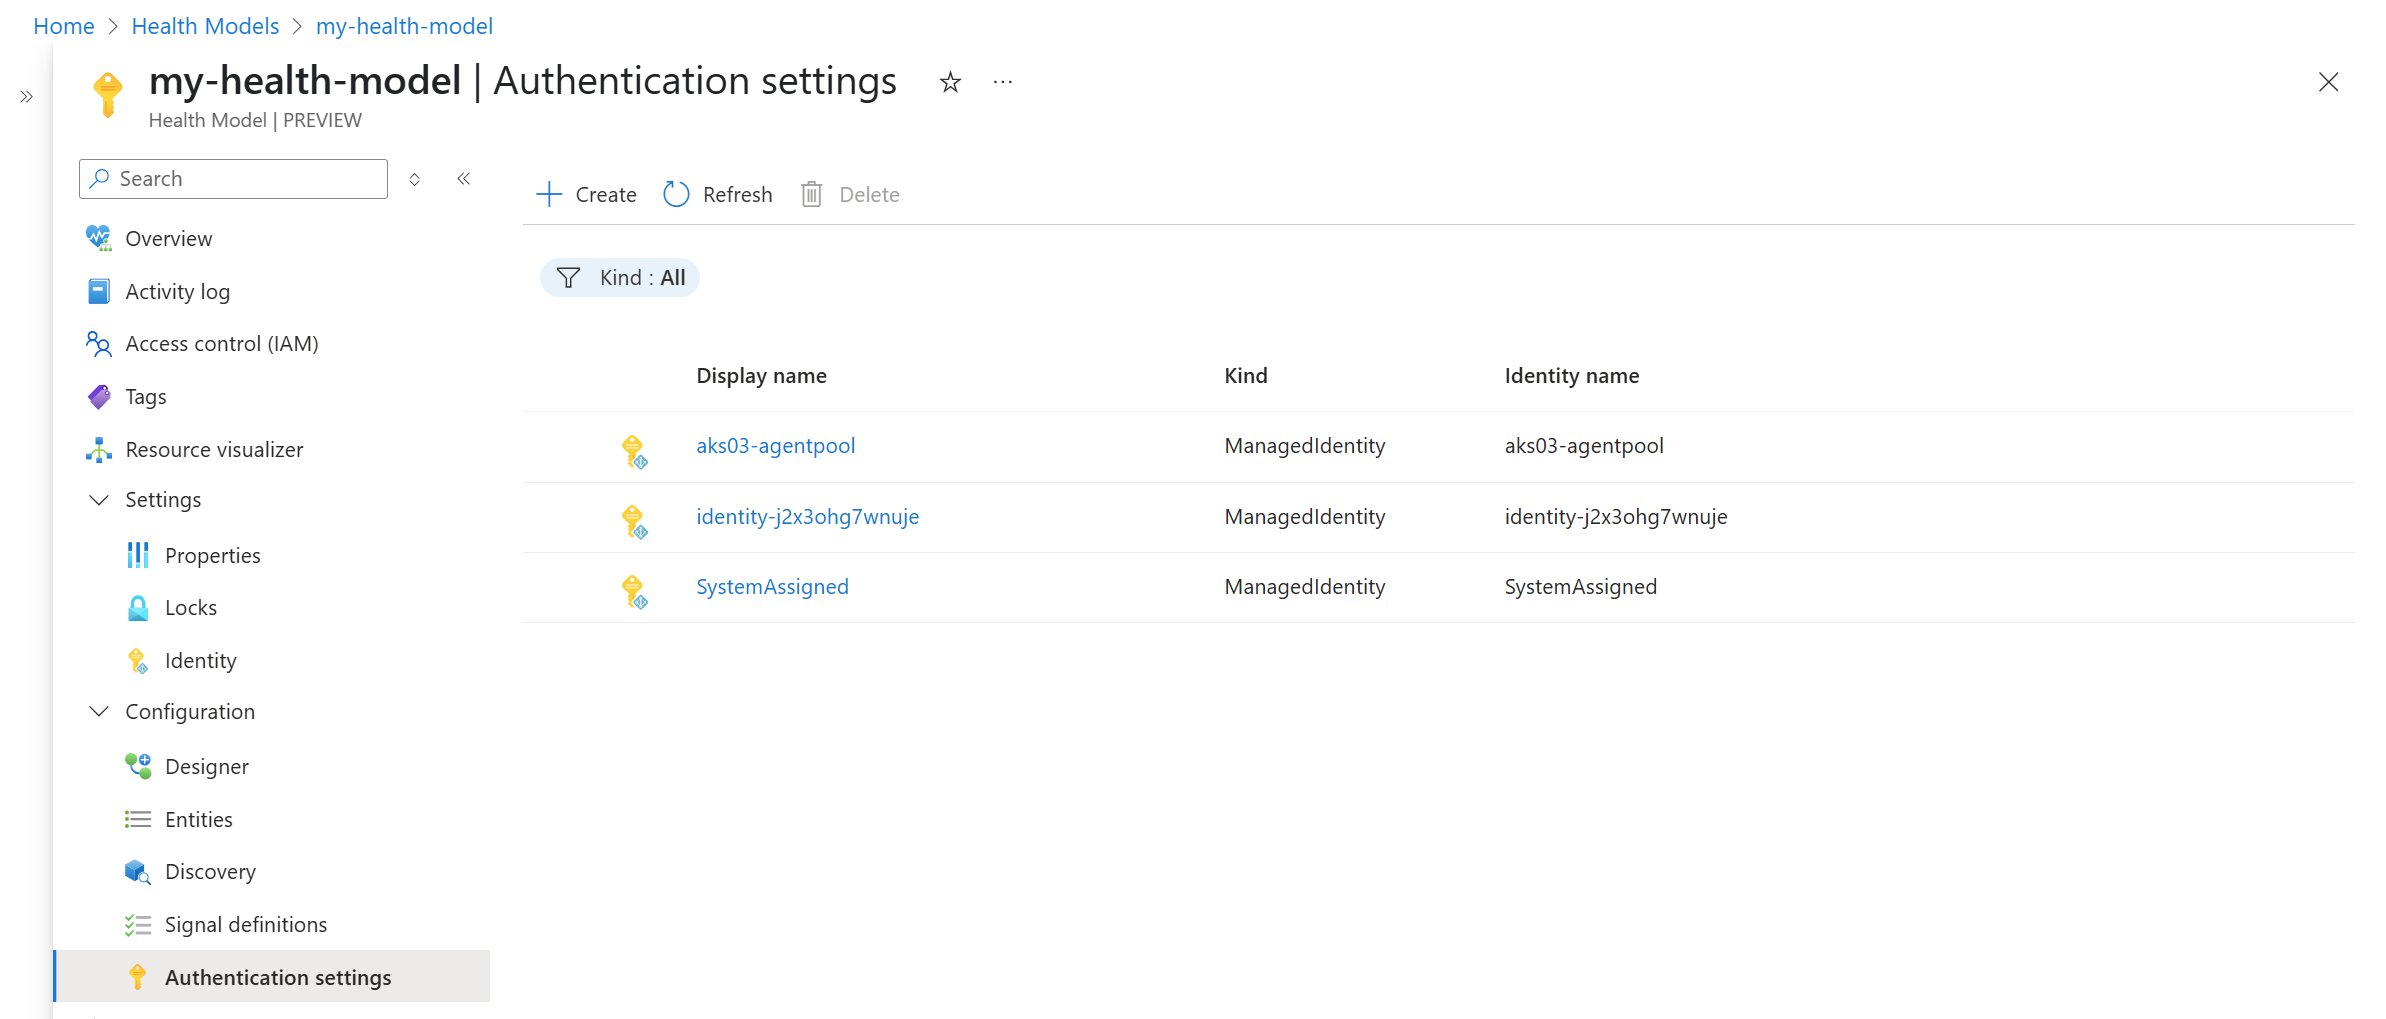 Home > Health Models > my-health-model
my-health-model | Authentication settings
Health Model | PREVIEW
Search
Overview
Activity log
Access control (IAM)
Tags
Resource visualizer
Settings
Properties
Locks
Identity
Configuration
Designer
Entities
Discovery
Signal definitions
Authentication settings
Create Refresh Delete
Kind : All
Display name Kind Identity name
aks03-agentpool ManagedIdentity aks03-agentpool
identity-j2x3ohg7wnuje ManagedIdentity identity-j2x3ohg7wnuje
SystemAssigned ManagedIdentity SystemAssigned